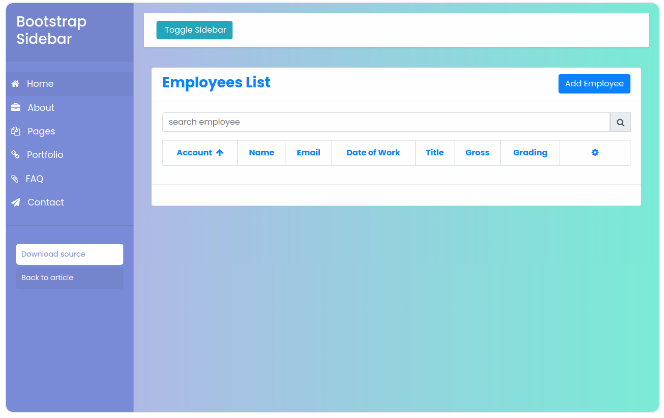 Bootstrap
Sidebar
Home
About
Pages
Portfolio
FAQ
Contact
Download source
Back to article
Toggle Sidebar
Employees List
Add Employee
search employee
Account Name Email Date of Work Title Gross Grading